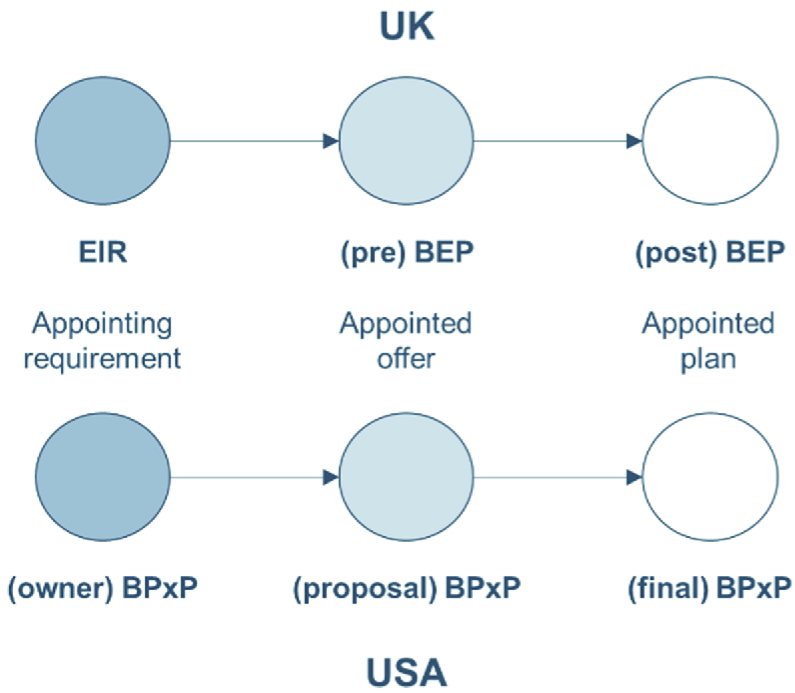 UK
EIR
(pre) BEP
(post) BEP
Appointing
requirement
Appointed
offer
Appointed
plan
(owner) BPxP
(proposal) BPxP
(final) BPxP
USA